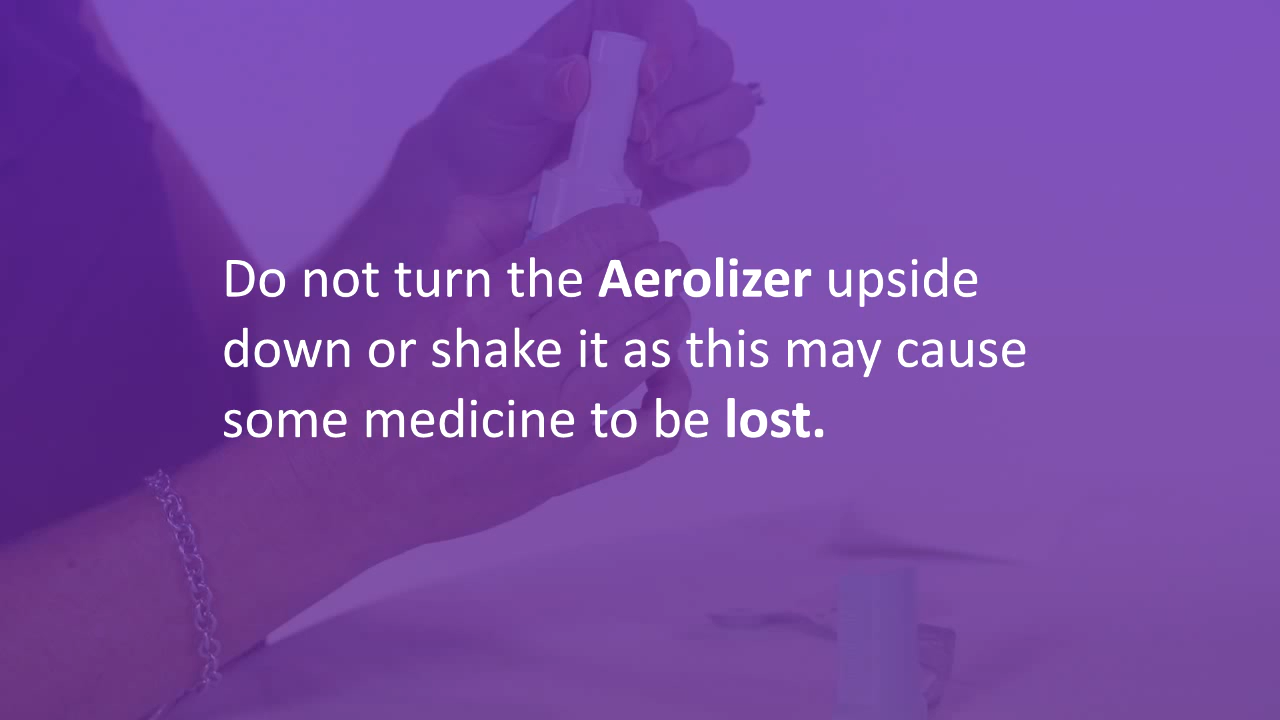 Do not turn the Aerolizer upside
down or shake it as this may cause
some medicine to be lost.